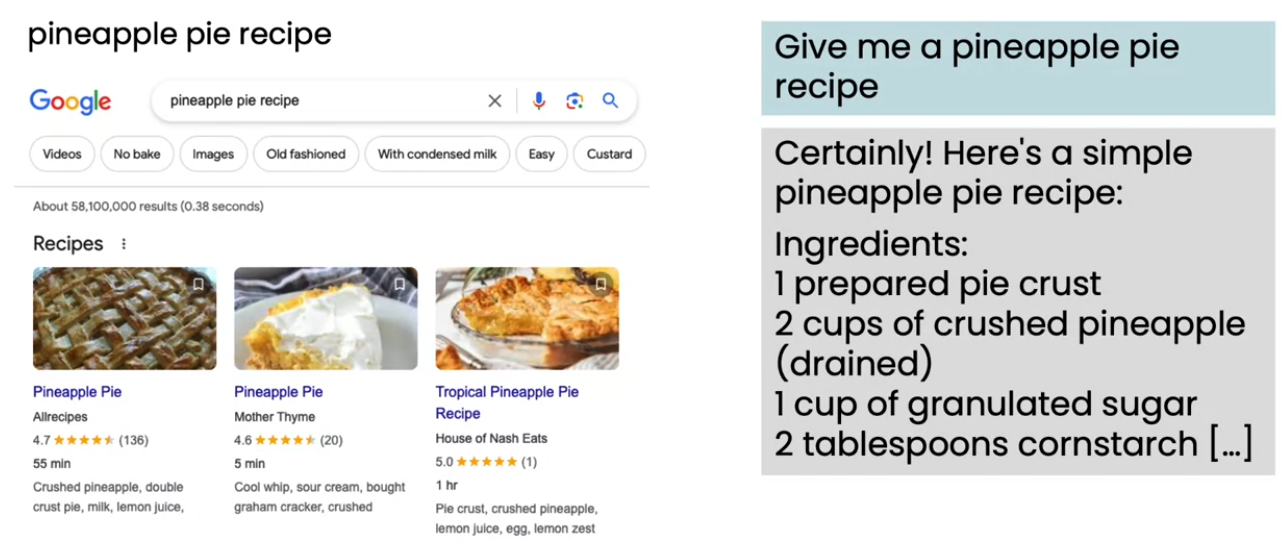 pineapple pie recipe
Google
pineapple pie recipe
Videos
No bake
Images
Old fashioned
With condensed milk
Easy
Custard
About 58,100,000 results (0.38 seconds)
Recipes
Pineapple Pie
Allrecipes
4.7 ★★★★★ (136)
55 min
Crushed pineapple, double
crust pie, milk, lemon juice,
Pineapple Pie
Mother Thyme
4.6 ★★★★★ (20)
5 min
Cool whip, sour cream, bought
graham cracker, crushed
Tropical Pineapple Pie
Recipe
House of Nash Eats
5.0 ★★★★★ (1)
1 hr
Pie crust, crushed pineapple,
lemon juice, egg, lemon zest
Give me a pineapple pie
recipe
Certainly! Here's a simple
pineapple pie recipe:
Ingredients:
1 prepared pie crust
2 cups of crushed pineapple
(drained)
1 cup of granulated sugar
2 tablespoons cornstarch [...]